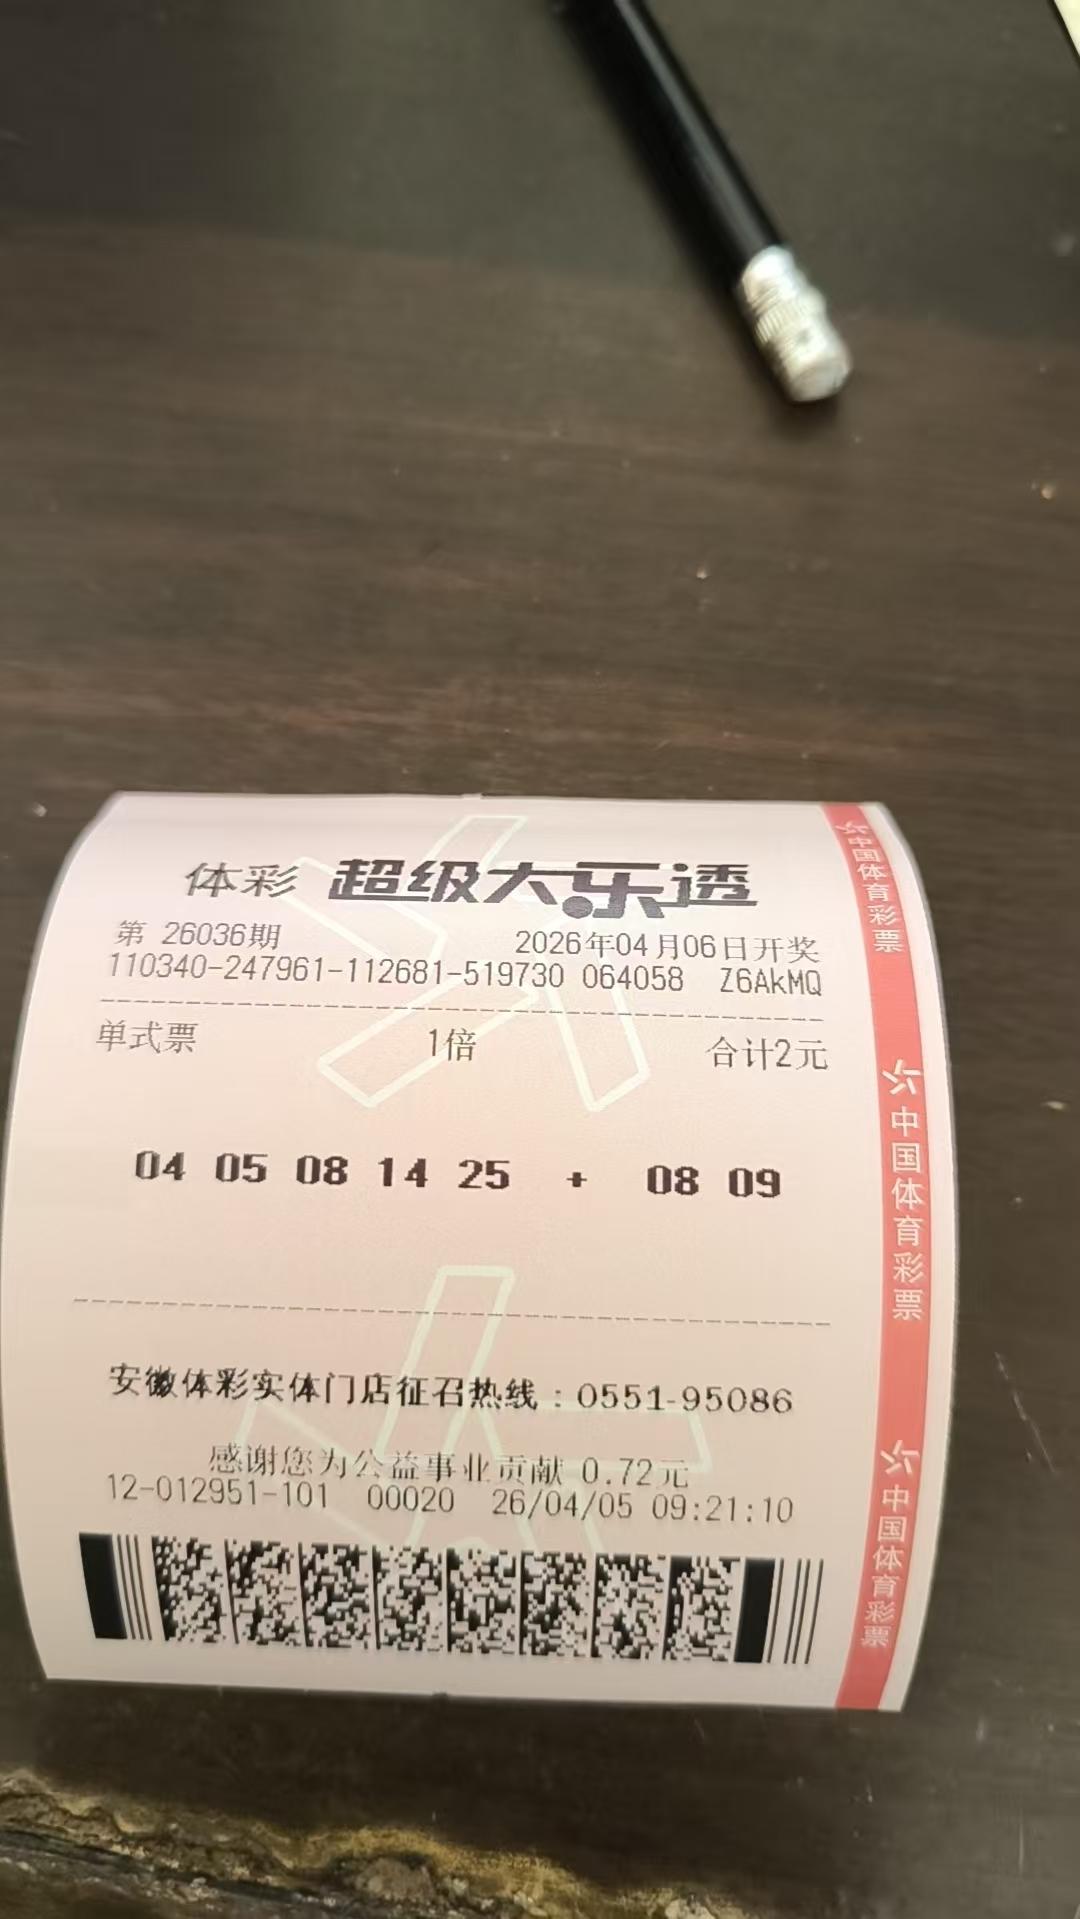 体彩 超级大乐透
第 26036期 2026年04月06日开奖
110340-247961-112681-519730 064058 Z6AkMQ
单式票 1倍 合计2元
04 05 08 14 25 + 08 09
安徽体彩实体门店征召热线：0551-95086
感谢您为公益事业贡献 0.72元
12-012951-101 00020 26/04/05 09:21:10
中国体育彩票
中国体育彩票
中国体育彩票